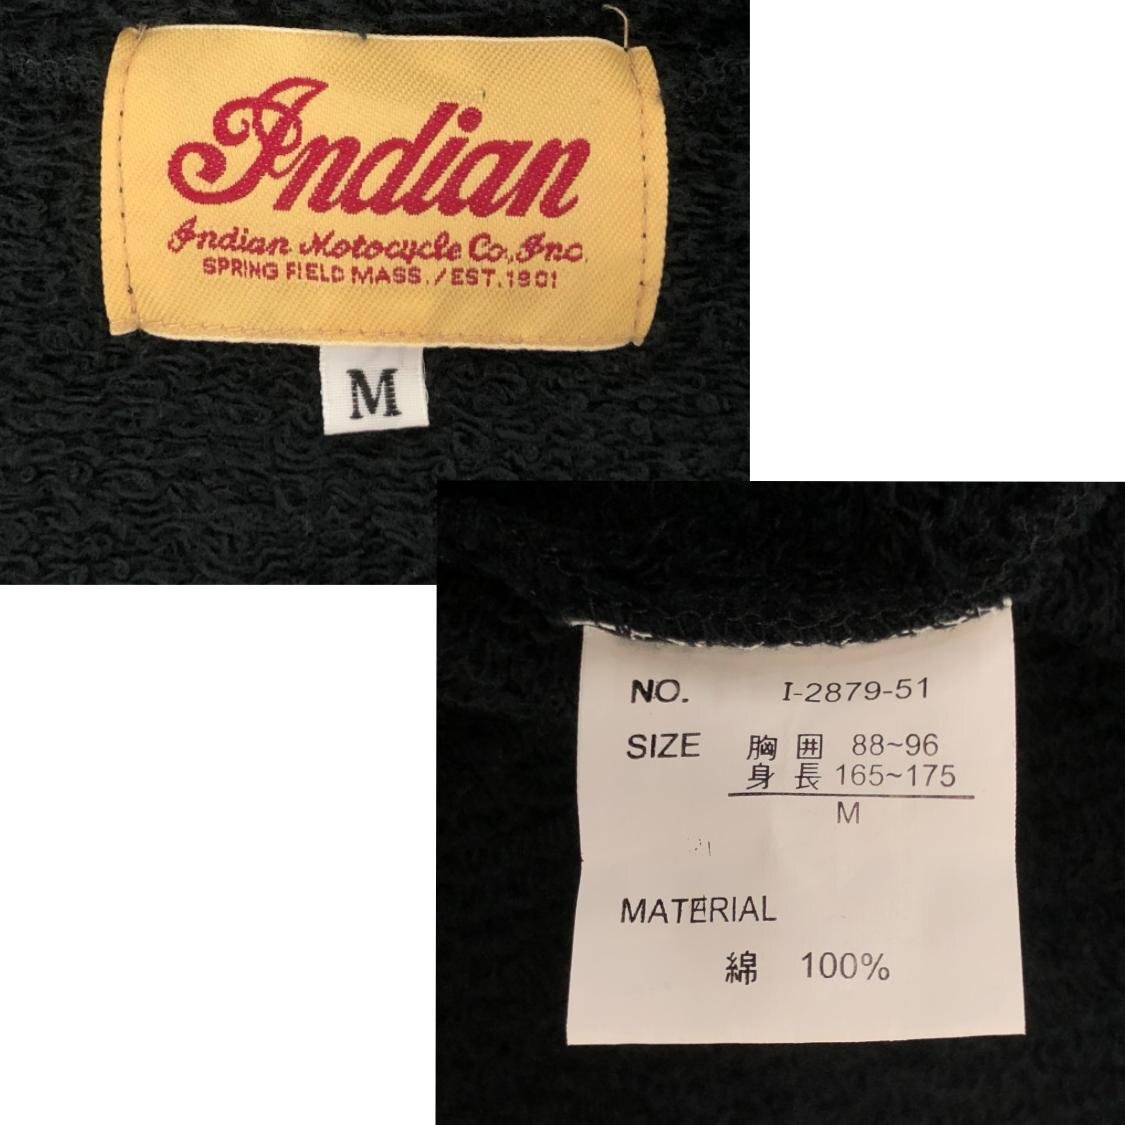 Indian
Indian Motocycle Co., Inc.
SPRING FIELD MASS. / EST. 1901
M
NO. I-2879-51
SIZE 胸 囲 88~96
身 長 165~175
M
MATERIAL
綿 100%